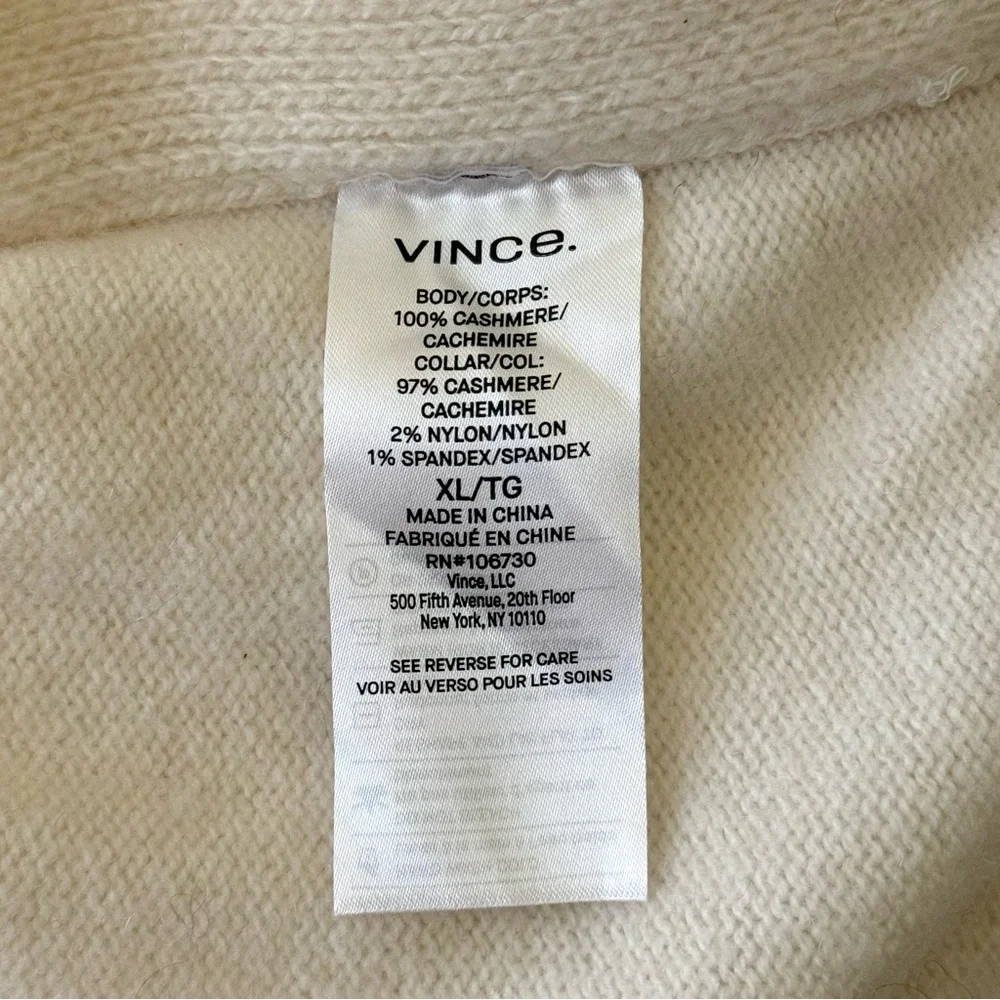 VINCe.
BODY/CORPS:
100% CASHMERE/
CACHEMIRE
COLLAR/COL:
97% CASHMERE/
CACHEMIRE
2% NYLON/NYLON
1% SPANDEX/SPANDEX
XL/TG
MADE IN CHINA
FABRIQUÉ EN CHINE
RN#106730
Vince, LLC
500 Fifth Avenue, 20th Floor
New York, NY 10110
SEE REVERSE FOR CARE
VOIR AU VERSO POUR LES SOINS